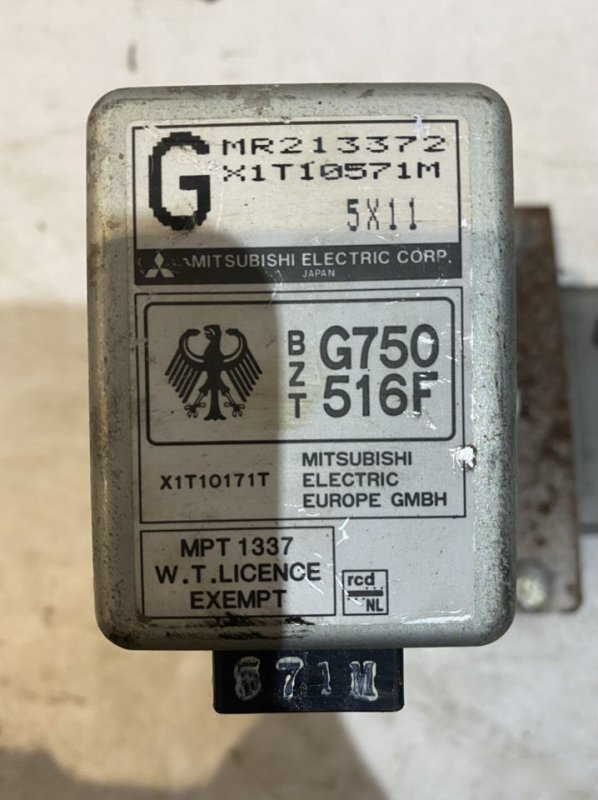 G MR213372
X1T10571M
5X11
MITSUBISHI ELECTRIC CORP.
JAPAN
BZT G750
516F
X1T10171T
MITSUBISHI
ELECTRIC
EUROPE GMBH
MPT 1337
W.T.LICENCE
EXEMPT
rcd
NL
671M